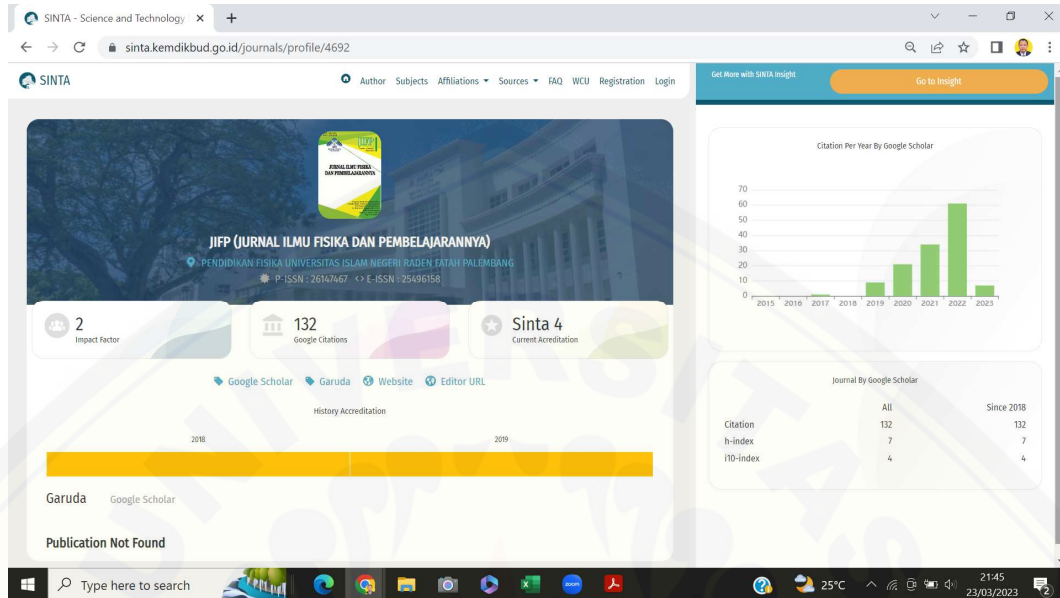 SINTA - Science and Technology
sinta.kemdikbud.go.id/journals/profile/4692
SINTA
Author Subjects Affiliations Sources FAQ WCU Registration Login
Get More with SINTA Insight
Go to Insight
JURNAL ILMU FISIKA
DAN PEMBELAJARANNYA
JIFP (JURNAL ILMU FISIKA DAN PEMBELAJARANNYA)
PENDIDIKAN FISIKA UNIVERSITAS ISLAM NEGERI RADEN FATAH PALEMBANG
P-ISSN : 26147467 <> E-ISSN : 25496158
2
Impact Factor
132
Google Citations
Sinta 4
Current Acreditation
Google Scholar Garuda Website Editor URL
History Accreditation
2018 2019
Garuda Google Scholar
Publication Not Found
Citation Per Year By Google Scholar
70
60
50
40
30
20
10
0
2015 2016 2017 2018 2019 2020 2021 2022 2023
Journal By Google Scholar
All Since 2018
Citation 132 132
h-index 7 7
i10-index 4 4
UNIVERSITAS
Type here to search
zoom
25°C
21:45
23/03/2023
2